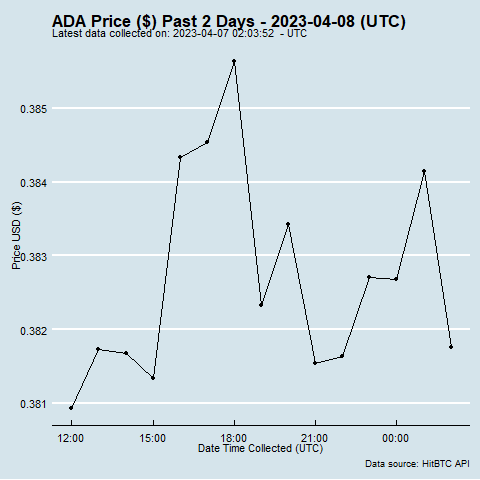 ADA Price ($) Past 2 Days - 2023-04-08 (UTC)
Latest data collected on: 2023-04-07 02:03:52 - UTC
0.385
0.384
0.383
0.382
0.381
Price USD ($)
12:00 15:00 18:00 21:00 00:00
Date Time Collected (UTC)
Data source: HitBTC API